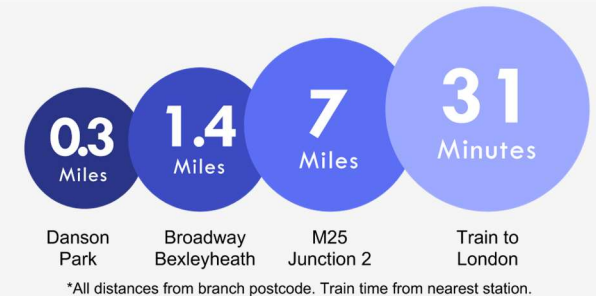 0.3
Miles
1.4
Miles
7
Miles
31
Minutes
Danson
Park
Broadway
Bexleyheath
M25
Junction 2
Train to
London
*All distances from branch postcode. Train time from nearest station.